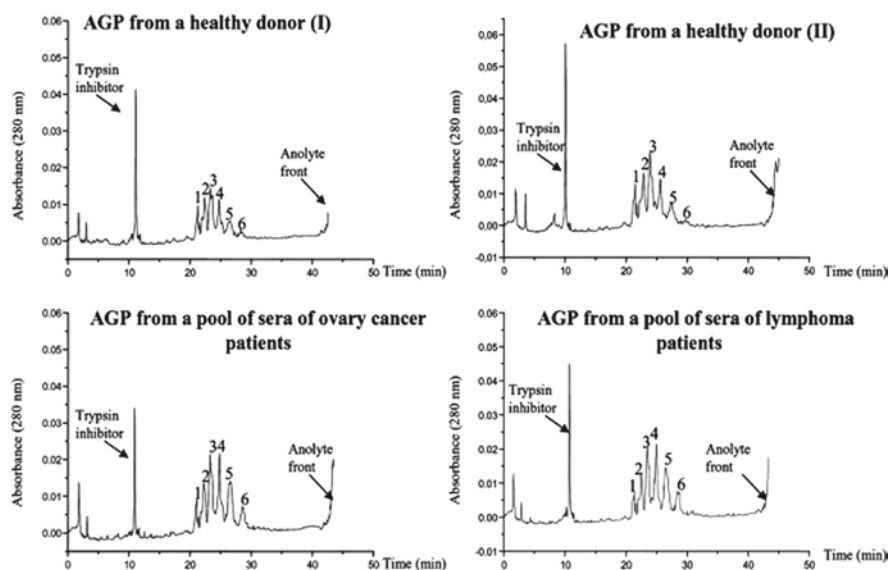 AGP from a healthy donor (I)
0.06
0.05
0.04
0.03
0.02
0.01
0.00
Absorbance (280 nm)
Trypsin
inhibitor
1 2 3 4 5 6
Anolyte
front
0 10 20 30 40 50
Time (min)
AGP from a healthy donor (II)
0.06
0,05
0,04
0,03
0.02
0.01
0.00
-0,01
Absorbance (280 nm)
Trypsin
inhibitor
1 2 3 4 5 6
Anolyte
front
0 10 20 30 40 50
Time (min)
AGP from a pool of sera of ovary cancer
patients
0.06
0.05
0.04
0.03
0.02
0.01
0.00
Absorbance (280 nm)
Trypsin
inhibitor
1 2 34 5 6
Anolyte
front
0 10 20 30 40 50
Time (min)
AGP from a pool of sera of lymphoma
patients
0.06
0.05
0.04
0.03
0.02
0.01
0.00
-0.01
Absorbance (280 nm)
Trypsin
inhibitor
1 2 3 4 5 6
Anolyte
front
0 10 20 30 40 50
Time (min)